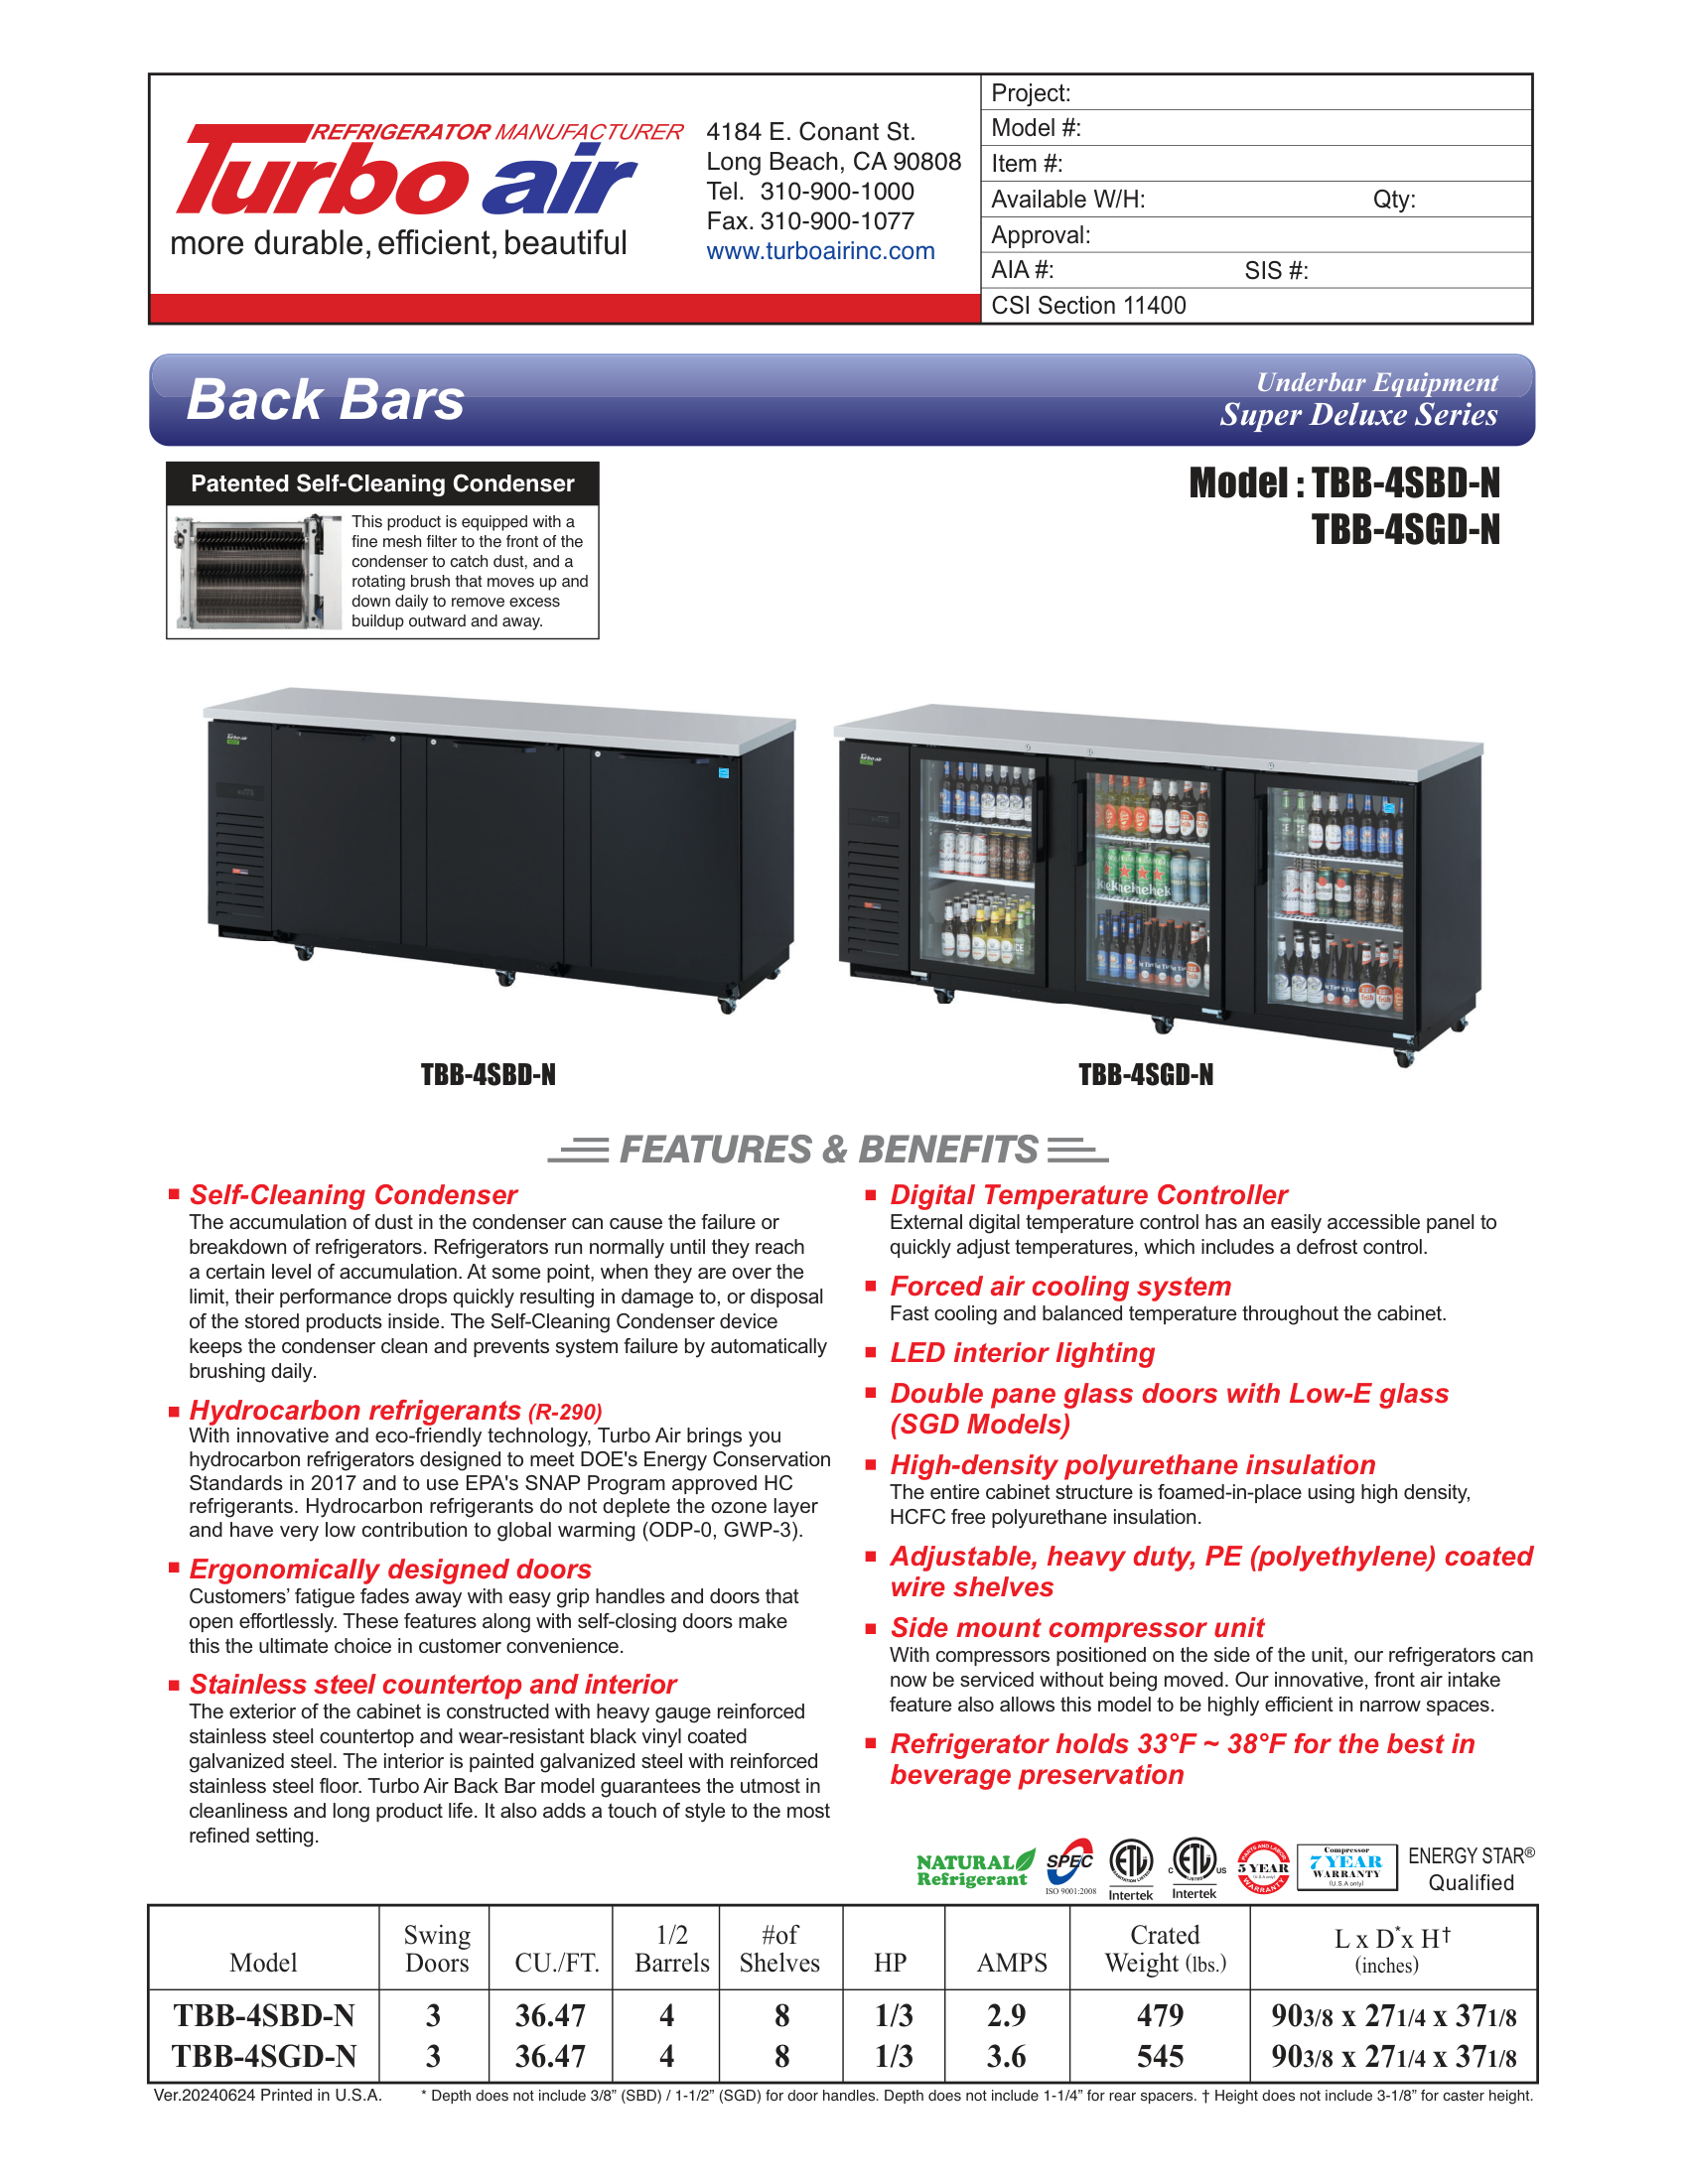 REFRIGERATOR MANUFACTURER
Turbo air
more durable, efficient, beautiful
4184 E. Conant St.
Long Beach, CA 90808
Tel. 310-900-1000
Fax. 310-900-1077
www.turboairinc.com
Project:
Model #:
Item #:
Available W/H: Qty:
Approval:
AIA #: SIS #:
CSI Section 11400
Back Bars
Underbar Equipment
Super Deluxe Series
Patented Self-Cleaning Condenser
This product is equipped with a
fine mesh filter to the front of the
condenser to catch dust, and a
rotating brush that moves up and
down daily to remove excess
buildup outward and away.
Model : TBB-4SBD-N
TBB-4SGD-N
TBB-4SBD-N
TBB-4SGD-N
FEATURES & BENEFITS
Self-Cleaning Condenser
The accumulation of dust in the condenser can cause the failure or
breakdown of refrigerators. Refrigerators run normally until they reach
a certain level of accumulation. At some point, when they are over the
limit, their performance drops quickly resulting in damage to, or disposal
of the stored products inside. The Self-Cleaning Condenser device
keeps the condenser clean and prevents system failure by automatically
brushing daily.
Hydrocarbon refrigerants (R-290)
With innovative and eco-friendly technology, Turbo Air brings you
hydrocarbon refrigerators designed to meet DOE's Energy Conservation
Standards in 2017 and to use EPA's SNAP Program approved HC
refrigerants. Hydrocarbon refrigerants do not deplete the ozone layer
and have very low contribution to global warming (ODP-0, GWP-3).
Ergonomically designed doors
Customers’ fatigue fades away with easy grip handles and doors that
open effortlessly. These features along with self-closing doors make
this the ultimate choice in customer convenience.
Stainless steel countertop and interior
The exterior of the cabinet is constructed with heavy gauge reinforced
stainless steel countertop and wear-resistant black vinyl coated
galvanized steel. The interior is painted galvanized steel with reinforced
stainless steel floor. Turbo Air Back Bar model guarantees the utmost in
cleanliness and long product life. It also adds a touch of style to the most
refined setting.
Digital Temperature Controller
External digital temperature control has an easily accessible panel to
quickly adjust temperatures, which includes a defrost control.
Forced air cooling system
Fast cooling and balanced temperature throughout the cabinet.
LED interior lighting
Double pane glass doors with Low-E glass
(SGD Models)
High-density polyurethane insulation
The entire cabinet structure is foamed-in-place using high density,
HCFC free polyurethane insulation.
Adjustable, heavy duty, PE (polyethylene) coated
wire shelves
Side mount compressor unit
With compressors positioned on the side of the unit, our refrigerators can
now be serviced without being moved. Our innovative, front air intake
feature also allows this model to be highly efficient in narrow spaces.
Refrigerator holds 33°F ~ 38°F for the best in
beverage preservation
NATURAL
Refrigerant
SPEC
ISO 9001:2008
ETL
Intertek
C ETL US
Intertek
PARTS AND LABOR
5 YEAR
(U.S.A only)
WARRANTY
Compressor
7 YEAR
WARRANTY
(U.S.A only)
ENERGY STAR®
Qualified
Model | Swing Doors | CU./FT. | 1/2 Barrels | #of Shelves | HP | AMPS | Crated Weight (lbs.) | L x D* x H† (inches)
TBB-4SBD-N 3 36.47 4 8 1/3 2.9 479 90 3/8 x 27 1/4 x 37 1/8
TBB-4SGD-N 3 36.47 4 8 1/3 3.6 545 90 3/8 x 27 1/4 x 37 1/8
Ver.20240624 Printed in U.S.A. * Depth does not include 3/8” (SBD) / 1-1/2” (SGD) for door handles. Depth does not include 1-1/4” for rear spacers. † Height does not include 3-1/8” for caster height.